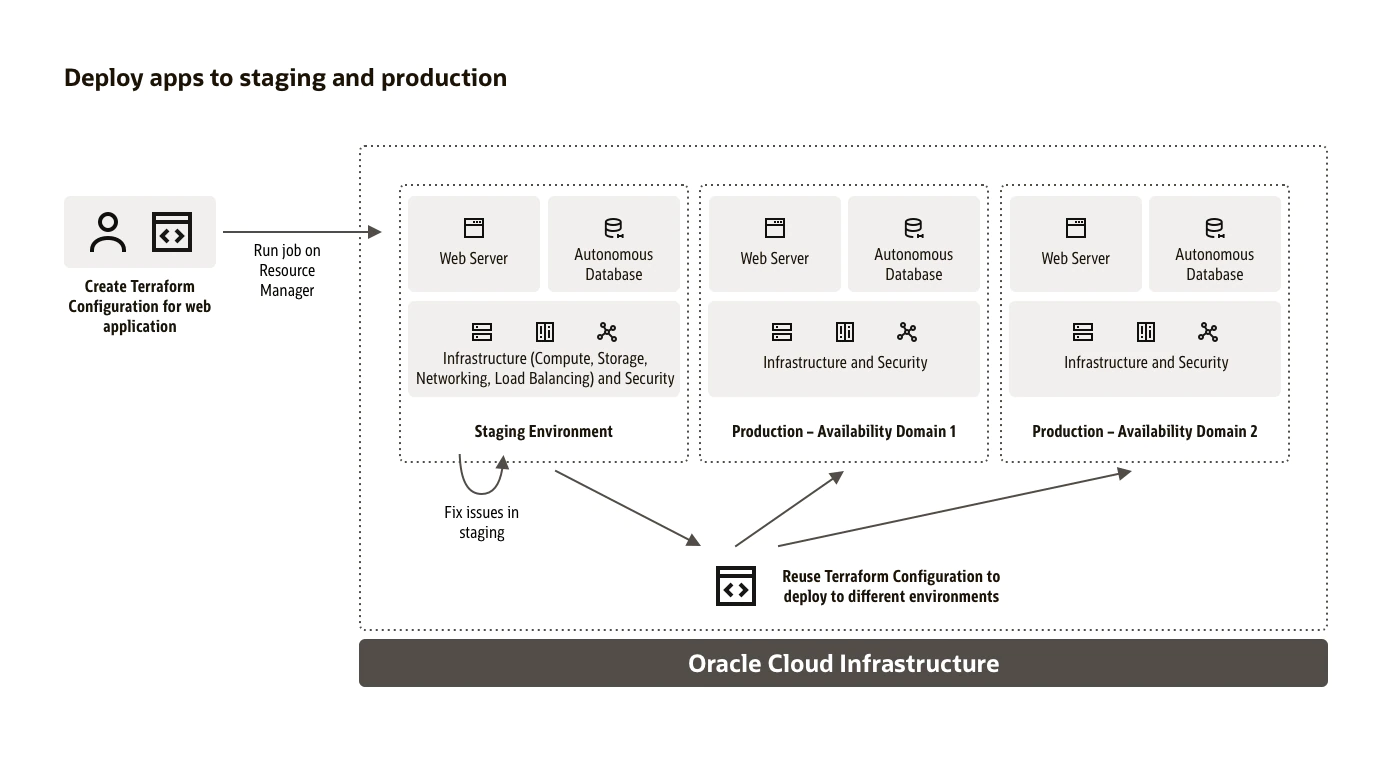 Deploy apps to staging and production
Create Terraform
Configuration for web
application
Run job on
Resource
Manager
Web Server
Autonomous
Database
Infrastructure (Compute, Storage,
Networking, Load Balancing) and Security
Staging Environment
Web Server
Autonomous
Database
Infrastructure and Security
Production – Availability Domain 1
Web Server
Autonomous
Database
Infrastructure and Security
Production – Availability Domain 2
Fix issues in
staging
Reuse Terraform Configuration to
deploy to different environments
Oracle Cloud Infrastructure